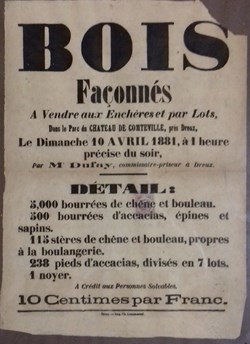 BOIS
Façonnés
A Vendre aux Enchères et par Lots,
Dans le Parc du CHATEAU DE COMTEVILLE, près Dreux,
Le Dimanche 10 AVRIL 1881, à 1 heure
précise du soir,
Par Me Dufay, commissaire-priseur à Dreux.
DÉTAIL:
5,000 bourrées de chêne et bouleau.
500 bourrées d'accacias, épines et
sapins.
115 stères de chêne et bouleau, propres
à la boulangerie.
238 pieds d'accacias, divisés en 7 lots.
1 noyer.
A Crédit aux Personnes Solvables.
10 Centimes par Franc.